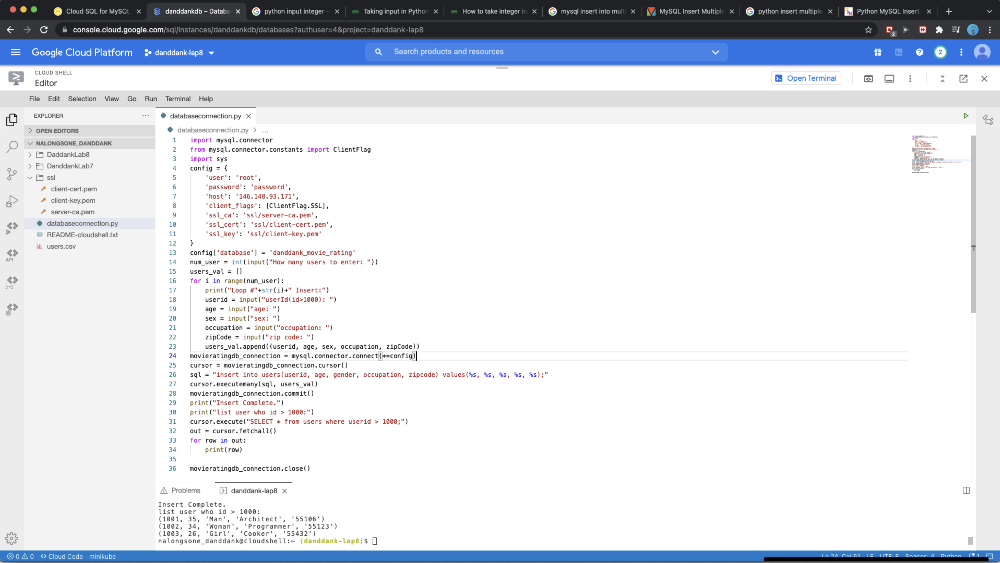 Cloud SQL for MySQL:
danddankdb – Databa
python input integer -
Taking input in Python
How to take integer in
mysql insert into multi
MySQL Insert Multiple
python insert multiple
Python MySQL Insert
console.cloud.google.com/sql/instances/danddankdb/databases?authuser=4&project=danddank-lap8
2
Google Cloud Platform
danddank-lap8
Search products and resources
2
CLOUD SHELL
Editor
Open Terminal
File Edit Selection View Go Run Terminal Help
EXPLORER
OPEN EDITORS
NALONGSONE_DANDDANK
DaddankLab8
DanddankLab7
ssl
client-cert.pem
client-key.pem
server-ca.pem
databaseconnection.py
README-cloudshell.txt
users.csv
API
databaseconnection.py
databaseconnection.py > ...
1 import mysql.connector
2 from mysql.connector.constants import ClientFlag
3 import sys
4 config = {
5 'user': 'root',
6 'password': 'password',
7 'host': '146.148.93.171',
8 'client_flags': [ClientFlag.SSL],
9 'ssl_ca': 'ssl/server-ca.pem',
10 'ssl_cert': 'ssl/client-cert.pem',
11 'ssl_key': 'ssl/client-key.pem'
12 }
13 config['database'] = 'danddank_movie_rating'
14 num_user = int(input("How many users to enter: "))
15 users_val = []
16 for i in range(num_user):
17 print("Loop #"+str(i)+" Insert:")
18 userid = input("userId(id>1000): ")
19 age = input("age: ")
20 sex = input("sex: ")
21 occupation = input("occupation: ")
22 zipCode = input("zip code: ")
23 users_val.append((userid, age, sex, occupation, zipCode))
24 movieratingdb_connection = mysql.connector.connect(**config)
25 cursor = movieratingdb_connection.cursor()
26 sql = "insert into users(userid, age, gender, occupation, zipcode) values(%s, %s, %s, %s, %s);"
27 cursor.executemany(sql, users_val)
28 movieratingdb_connection.commit()
29 print("Insert Complete.")
30 print("list user who id > 1000:")
31 cursor.execute("SELECT * from users where userid > 1000;")
32 out = cursor.fetchall()
33 for row in out:
34 print(row)
35
36 movieratingdb_connection.close()
Problems
danddank-lap8
Insert Complete.
list user who id > 1000:
(1001, 35, 'Man', 'Architect', '55106')
(1002, 34, 'Woman', 'Programmer', '55123')
(1003, 26, 'Girl', 'Cooker', '55432')
nalongsone_danddank@cloudshell:~ (danddank-lap8)$
0 0 Cloud Code minikube
Ln 24, Col 61 LF UTF-8 Spaces: 4 Python 1